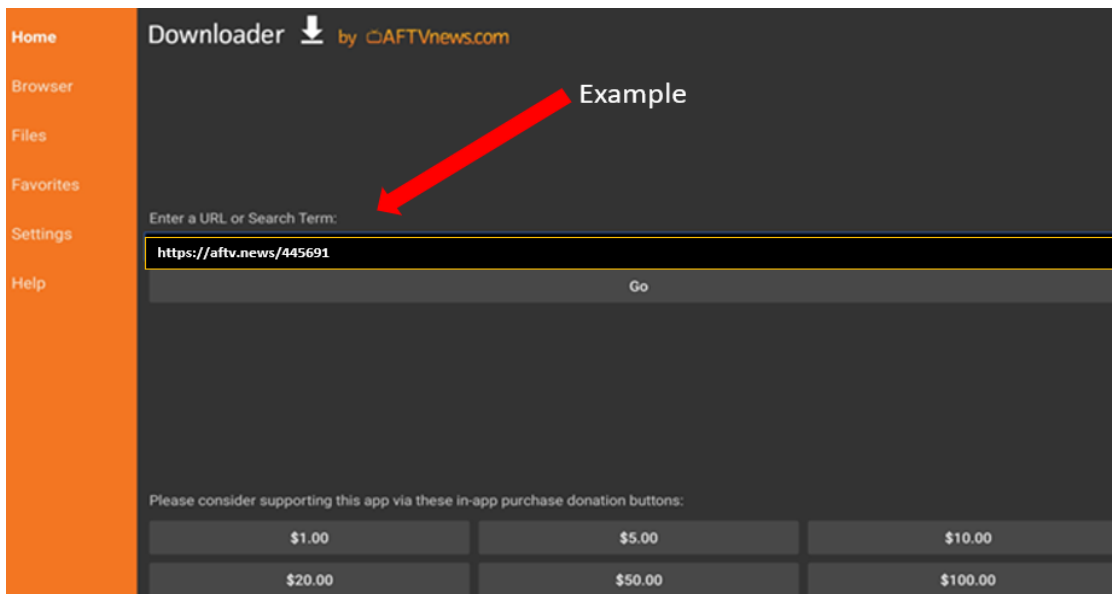 Home
Browser
Files
Favorites
Settings
Help
Downloader by AFTVnews.com
Example
Enter a URL or Search Term:
https://aftv.news/445691
Go
Please consider supporting this app via these in-app purchase donation buttons:
$1.00 $5.00 $10.00
$20.00 $50.00 $100.00